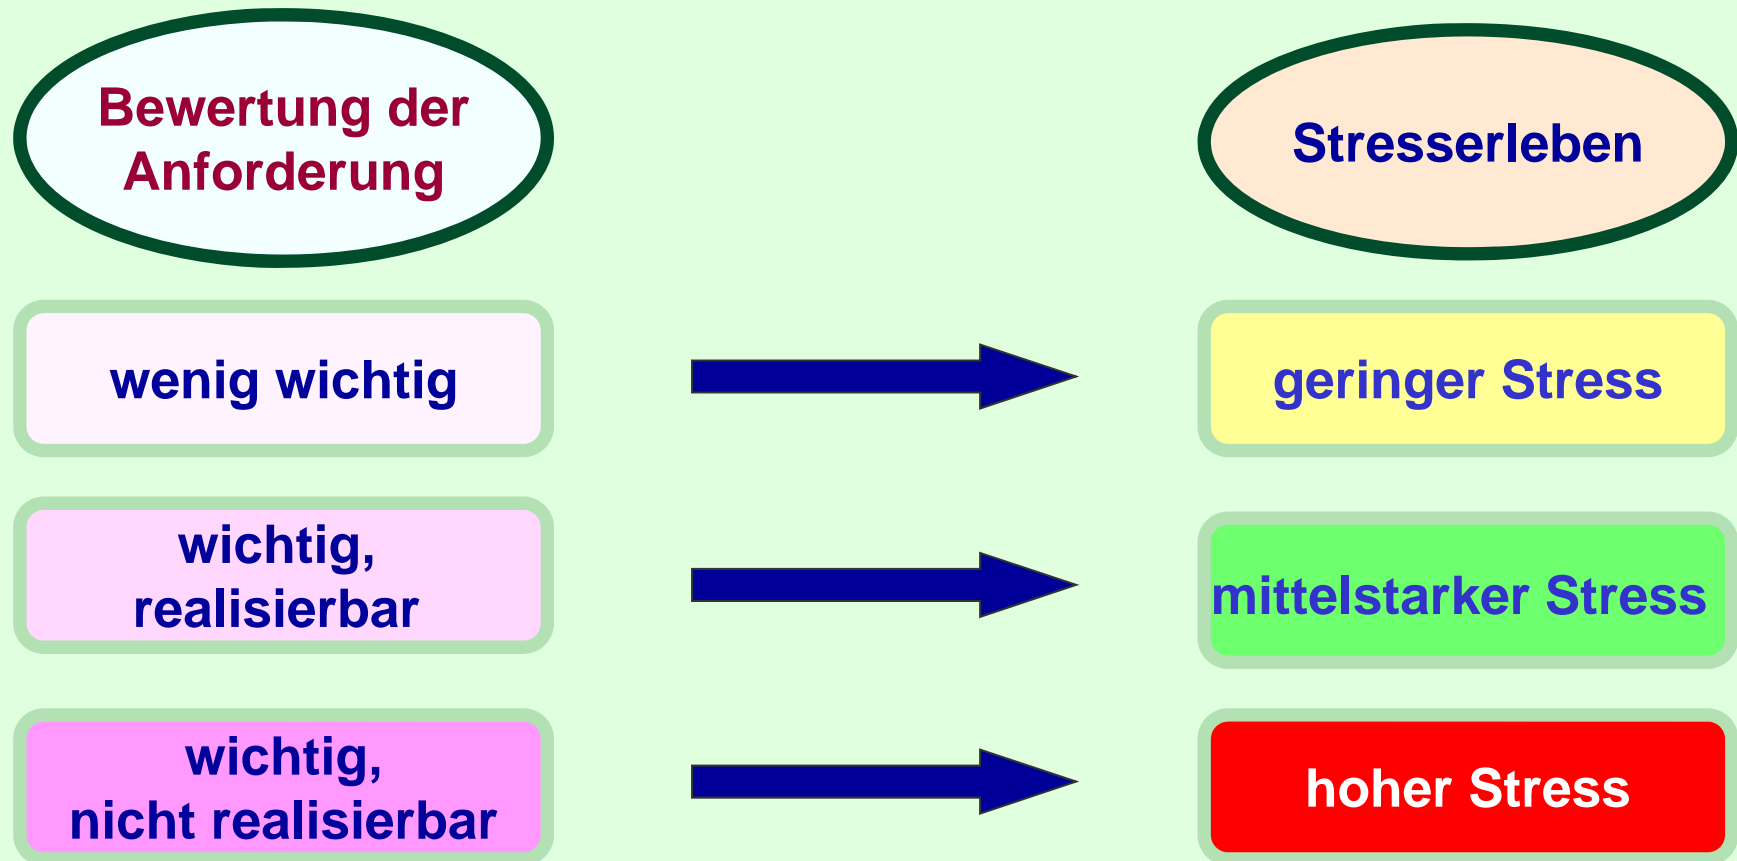 Bewertung der
Anforderung
Stresserleben
wenig wichtig
geringer Stress
wichtig,
realisierbar
mittelstarker Stress
wichtig,
nicht realisierbar
hoher Stress